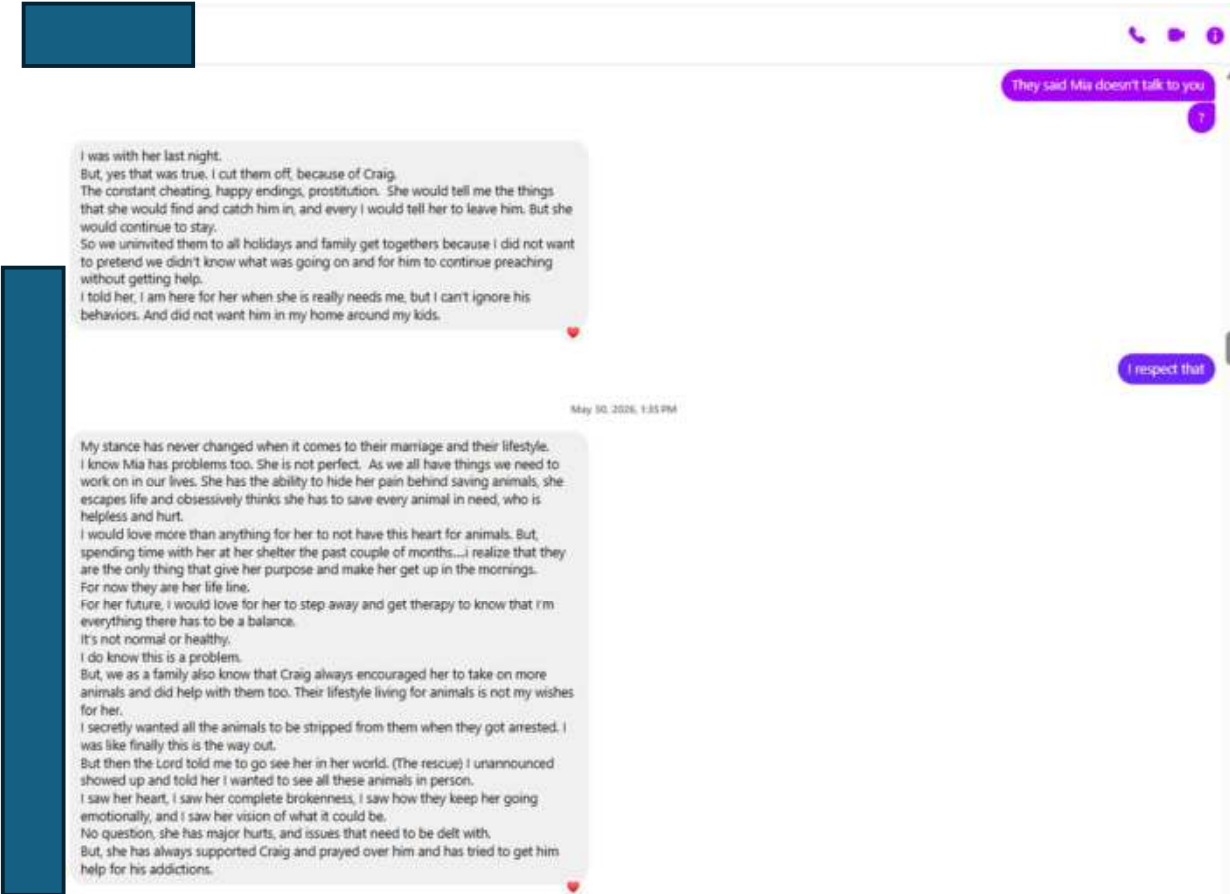 They said Mia doesn't talk to you
?
I was with her last night.
But, yes that was true. I cut them off, because of Craig.
The constant cheating, happy endings, prostitution.  She would tell me the things
that she would find and catch him in, and every I would tell her to leave him. But she
would continue to stay.
So we uninvited them to all holidays and family get togethers because I did not want
to pretend we didn't know what was going on and for him to continue preaching
without getting help.
I told her, I am here for her when she is really needs me, but I can't ignore his
behaviors. And did not want him in my home around my kids.
I respect that
May 30, 2026, 1:35 PM
My stance has never changed when it comes to their marriage and their lifestyle.
I know Mia has problems too. She is not perfect.  As we all have things we need to
work on in our lives. She has the ability to hide her pain behind saving animals, she
escapes life and obsessively thinks she has to save every animal in need, who is
helpless and hurt.
I would love more than anything for her to not have this heart for animals. But,
spending time with her at her shelter the past couple of months....i realize that they
are the only thing that give her purpose and make her get up in the mornings.
For now they are her life line.
For her future, I would love for her to step away and get therapy to know that I'm
everything there has to be a balance.
It's not normal or healthy.
I do know this is a problem.
But, we as a family also know that Craig always encouraged her to take on more
animals and did help with them too. Their lifestyle living for animals is not my wishes
for her.
I secretly wanted all the animals to be stripped from them when they got arrested. I
was like finally this is the way out.
But then the Lord told me to go see her in her world. (The rescue) I unannounced
showed up and told her I wanted to see all these animals in person.
I saw her heart, I saw her complete brokenness, I saw how they keep her going
emotionally, and I saw her vision of what it could be.
No question, she has major hurts, and issues that need to be delt with.
But, she has always supported Craig and prayed over him and has tried to get him
help for his addictions.